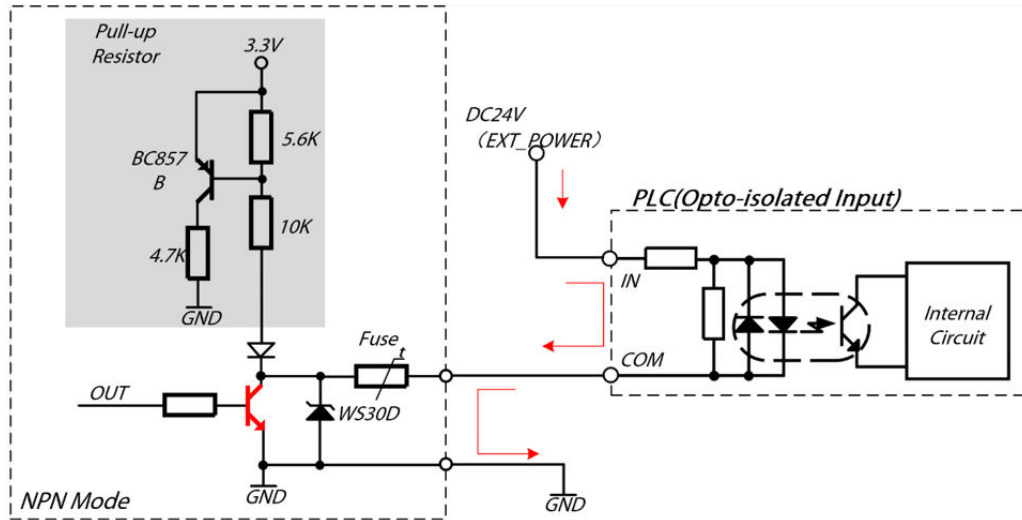 Pull-up
Resistor
3.3V
5.6K
BC857
B
10K
4.7K
GND
DC24V
(EXT_POWER)
PLC(Opto-isolated Input)
IN
Internal
Circuit
COM
Fuse
t
WS30D
OUT
GND
GND
NPN Mode